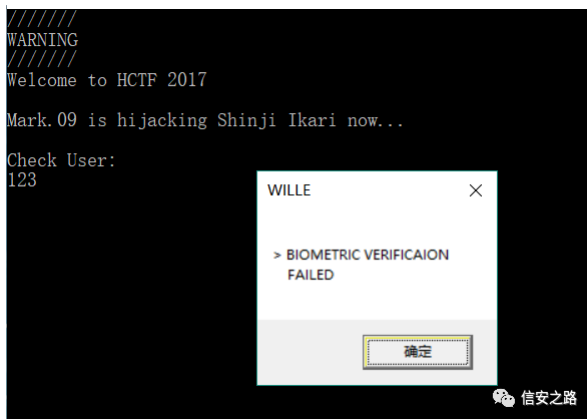 ///////
WARNING
///////
Welcome to HCTF 2017
Mark.09 is hijacking Shinji Ikari now...
Check User:
123
WILLE
> BIOMETRIC VERIFICAION
FAILED
确定
信安之路